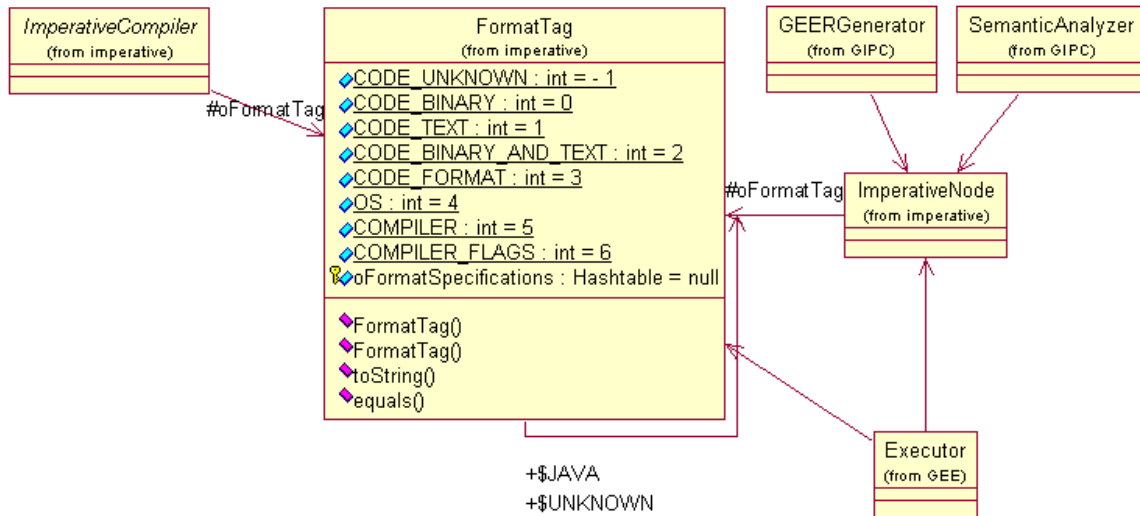 ImperativeCompiler
(from imperative)
#oFormatTag
FormatTag
(from imperative)
CODE_UNKNOWN : int = - 1
CODE_BINARY : int = 0
CODE_TEXT : int = 1
CODE_BINARY_AND_TEXT : int = 2
CODE_FORMAT : int = 3
OS : int = 4
COMPILER : int = 5
COMPILER_FLAGS : int = 6
oFormatSpecifications : Hashtable = null
FormatTag()
FormatTag()
toString()
equals()
+$JAVA
+$UNKNOWN
GEERGenerator
(from GIPC)
SemanticAnalyzer
(from GIPC)
#oFormatTag
ImperativeNode
(from imperative)
Executor
(from GEE)